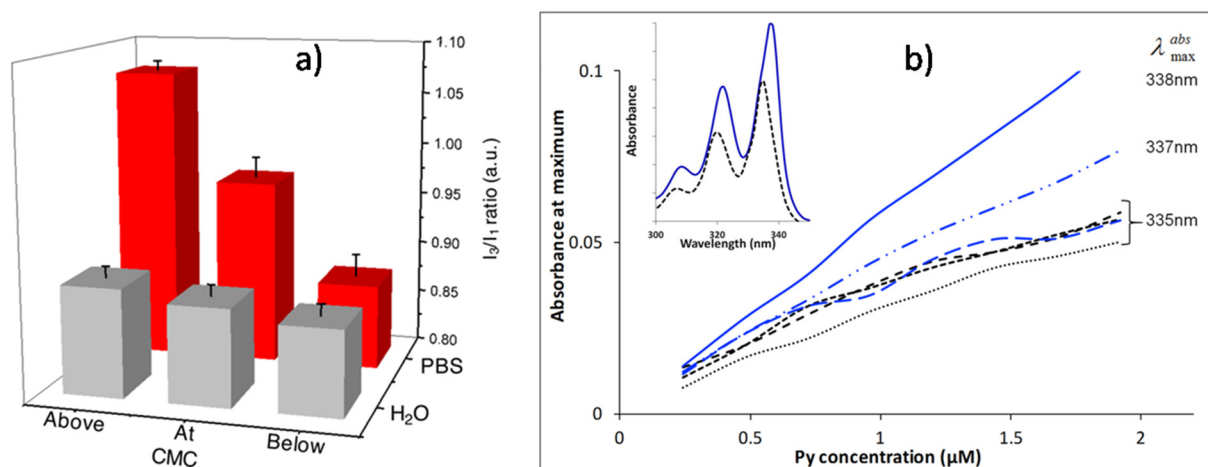 a)
1.10
1.05
1.00
0.95
0.90
0.85
0.80
I3/I1 ratio (a.u.)
PBS
H2O
Above
At
Below
CMC
b)
λ max abs
338nm
337nm
335nm
0.1
0.05
0
Absorbance at maximum
0
0.5
1
1.5
2
Py concentration (µM)
Absorbance
300
320
340
Wavelength (nm)